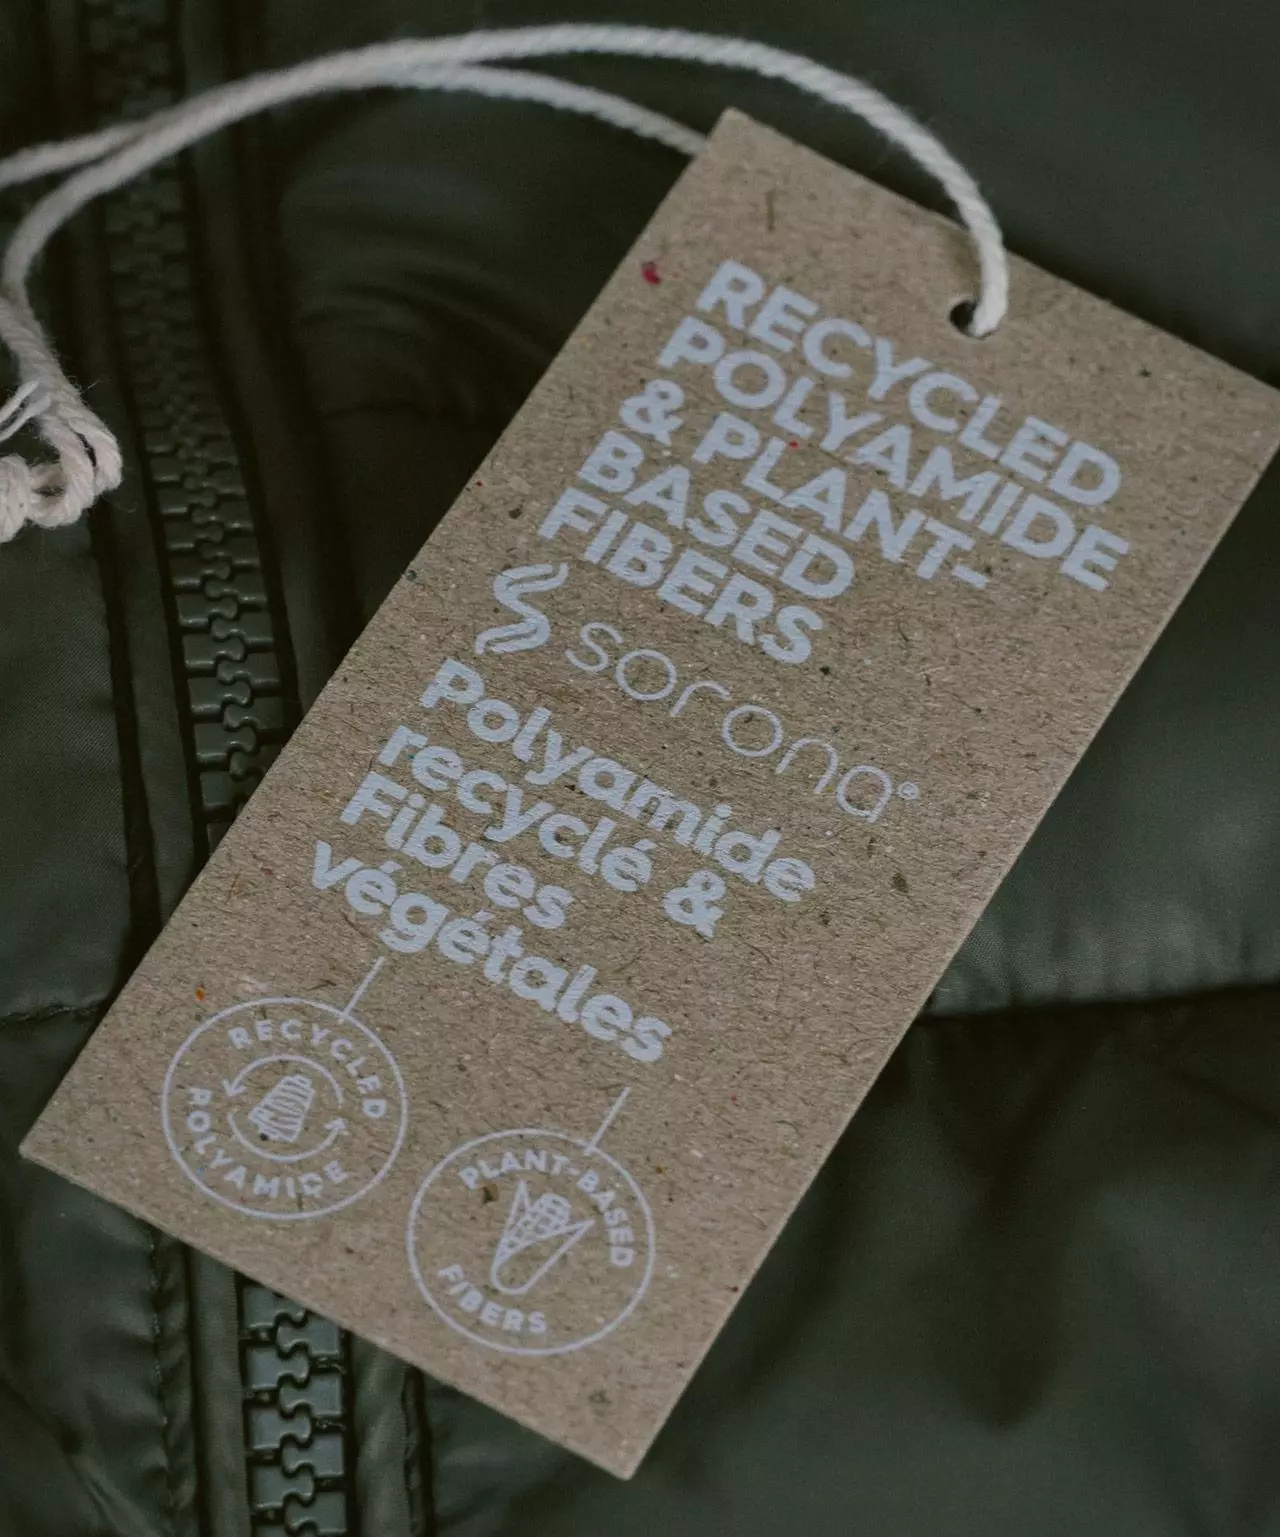 RECYCLED
POLYAMIDE
& PLANT-
BASED
FIBERS
sorona®
Polyamide
recyclé &
Fibres
végétales
RECYCLED
POLYAMIDE
PLANT-BASED
FIBERS